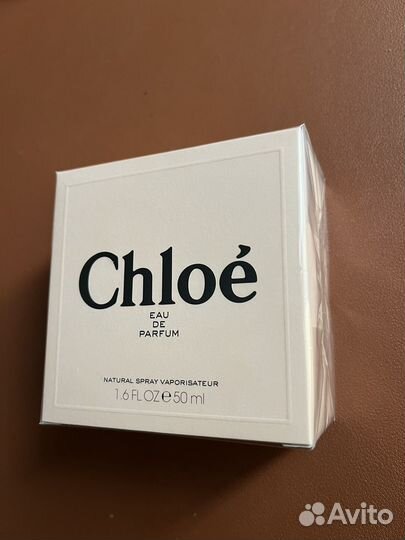 Chloé
EAU
DE
PARFUM
NATURAL SPRAY VAPORISATEUR
1.6 FL OZ ℮ 50 ml
Avito